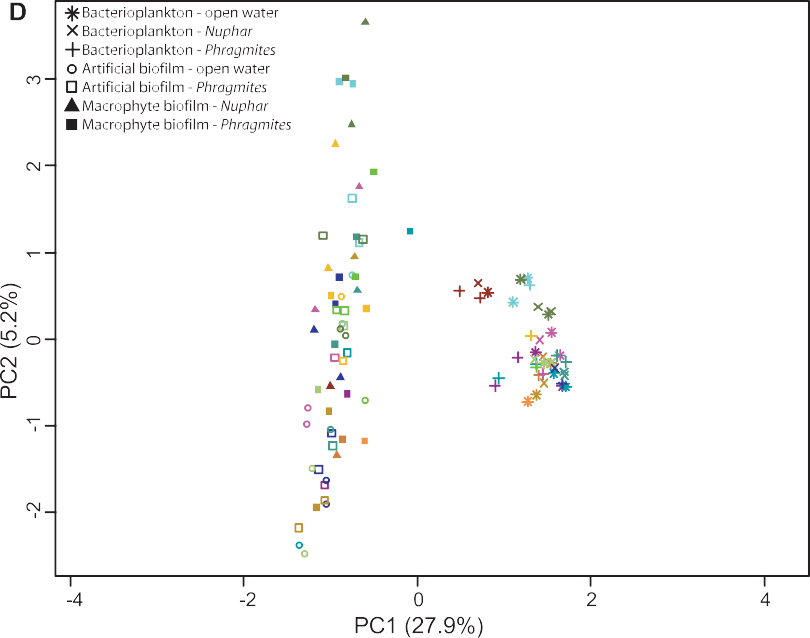 D
Bacterioplankton - open water
Bacterioplankton - Nuphar
Bacterioplankton - Phragmites
Artificial biofilm - open water
Artificial biofilm - Phragmites
Macrophyte biofilm - Nuphar
Macrophyte biofilm - Phragmites
3
2
1
0
-1
-2
PC2 (5.2%)
-4
-2
0
2
4
PC1 (27.9%)